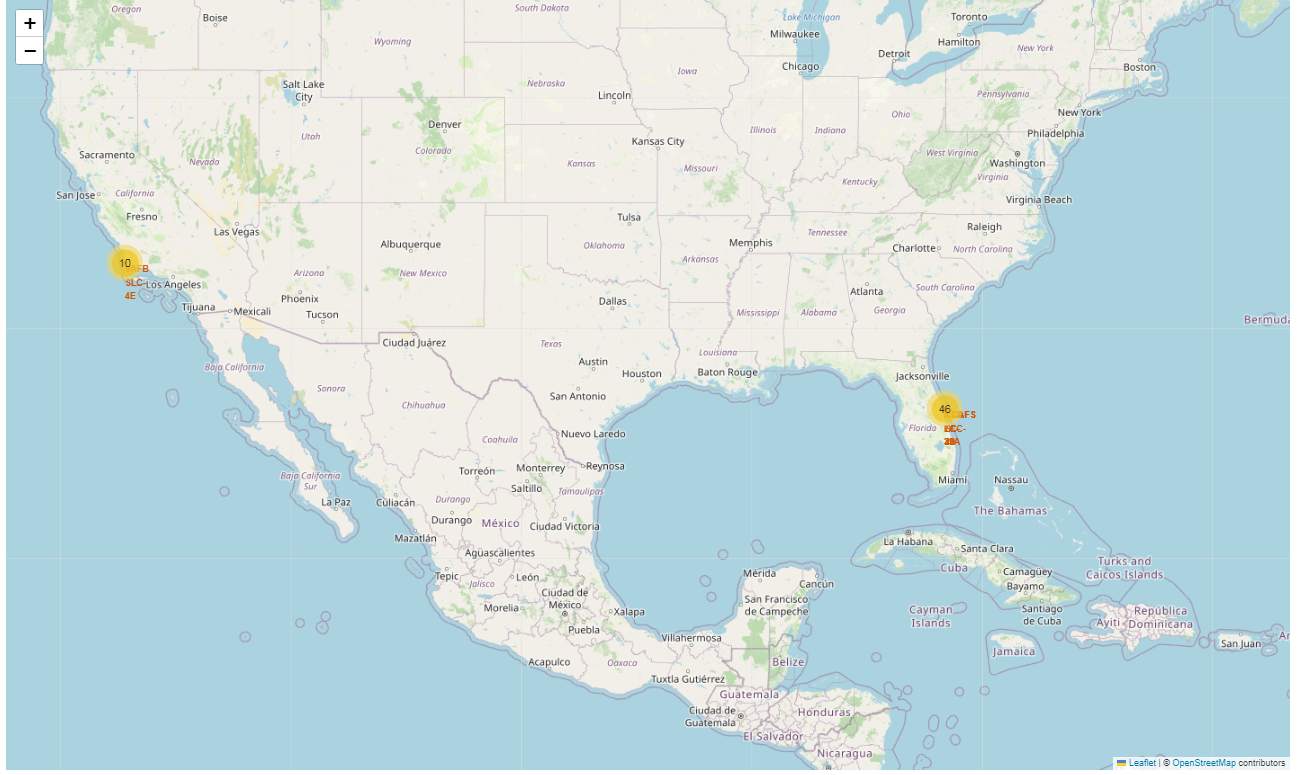 +
Oregon
Boise
South Dakota
Lake Michigan
Toronto
−
Wyoming
Milwaukee
Hamilton
New York
Detroit
Chicago
Iowa
Boston
Salt Lake
City
Nebraska
Lincoln
Pennsylvania
New York
Denver
Utah
Colorado
Kansas City
Illinois
Indiana
Ohio
Philadelphia
Sacramento
Nevada
Kansas
Missouri
West Virginia
Washington
Virginia
San Jose
California
Kentucky
Virginia Beach
Fresno
Las Vegas
Tulsa
Raleigh
Albuquerque
Oklahoma
Memphis
Tennessee
Charlotte
North Carolina
10
Arizona
New Mexico
Arkansas
SLC-
4E
Los Angeles
Phoenix
Dallas
Atlanta
South Carolina
Tijuana
Mexicali
Tucson
Mississippi
Alabama
Georgia
Bermuda
Ciudad Juárez
Texas
Louisiana
Baja California
Austin
Houston
Baton Rouge
Jacksonville
Sonora
Chihuahua
San Antonio
46
Florida
Coahuila
Nuevo Laredo
Baja California
Sur
Torreón
Monterrey
Reynosa
Miami
Nassau
La Paz
Culiacán
Durango
Saltillo
Tamaulipas
The Bahamas
Durango
México
Ciudad Victoria
Mazatlán
La Habana
Santa Clara
Aguascalientes
Cuba
Turks and
Caicos Islands
Tepic
Jalisco
León
Mérida
Cancún
Camagüey
Bayamo
Morelia
Ciudad de
México
Xalapa
San Francisco
de Campeche
Cayman
Islands
Santiago
de Cuba
Ayiti
República
Dominicana
Puebla
Villahermosa
San Juan
Jamaica
Acapulco
Oaxaca
Belize
Tuxtla Gutiérrez
Guatemala
Ciudad de
Guatemala
Honduras
El Salvador
Nicaragua
Leaflet | © OpenStreetMap contributors